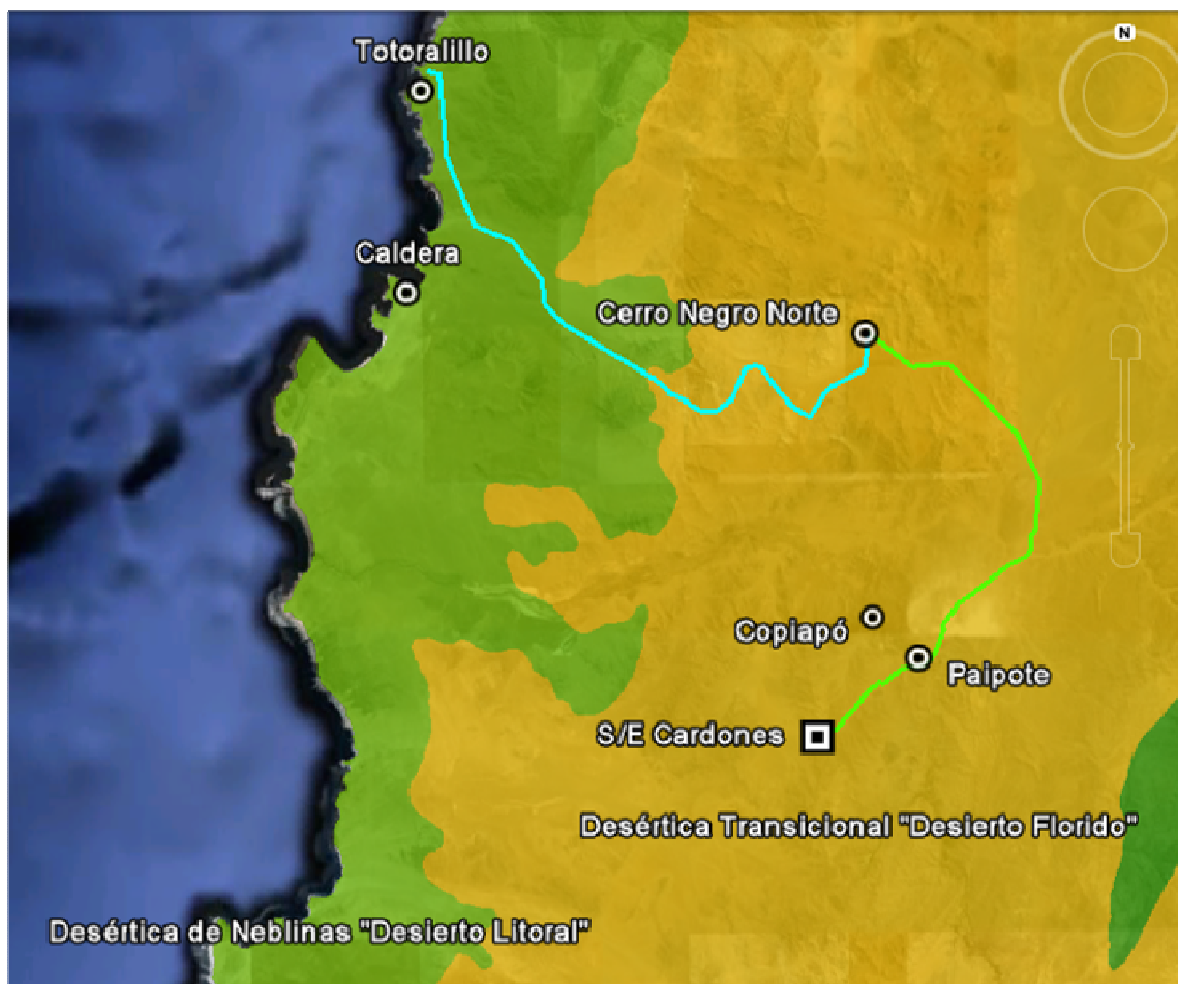 N
Totoralillo
Caldera
Cerro Negro Norte
Copiapó
Paipote
S/E Cardones
Desértica Transicional "Desierto Florido"
Desértica de Neblinas "Desierto Litoral"